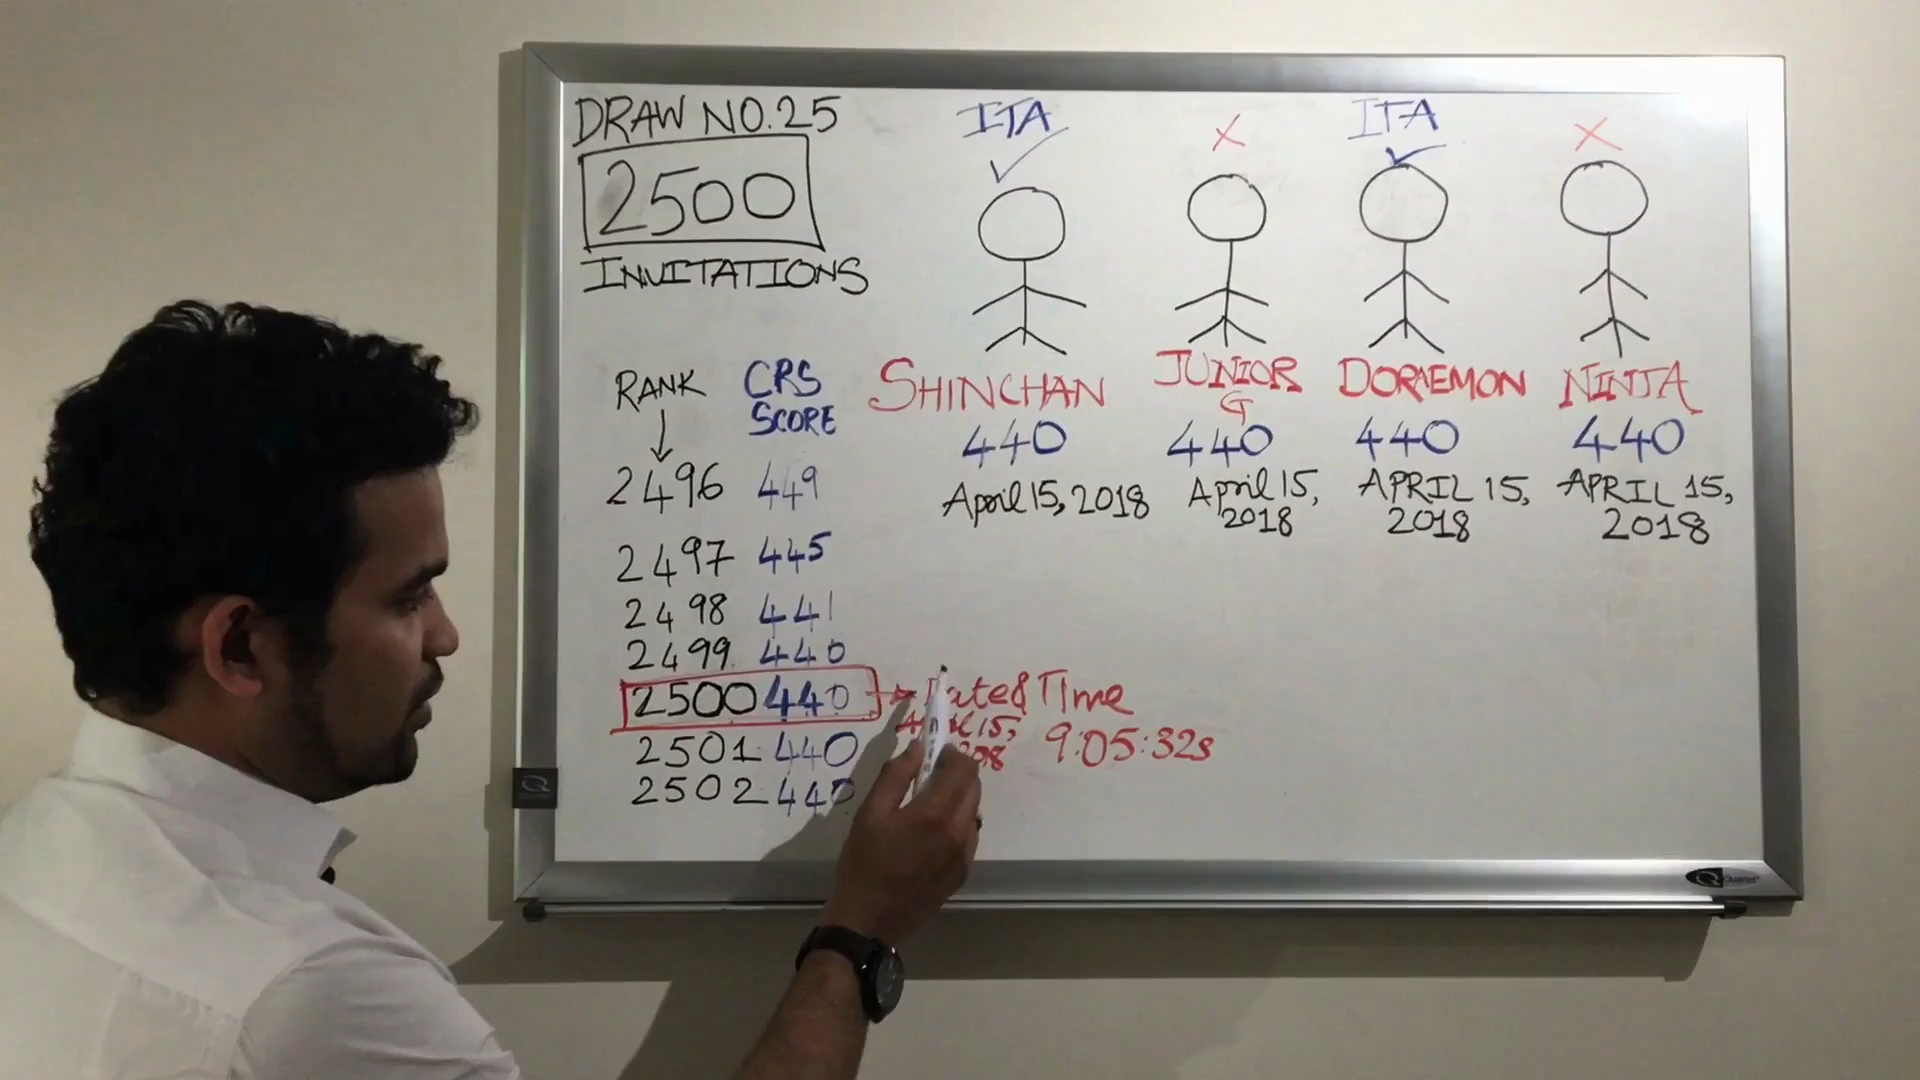 DRAW NO.25
2500
INVITATIONS
ITA
X
ITA
X
RANK
CRS
SCORE
2496 449
2497 445
2498 441
2499 440
2500 440
2501 440
2502 440
Date & Time
15,
9:05:32s
SHINCHAN
440
April 15, 2018
JUNIOR
G
440
April 15,
2018
DORAEMON
440
APRIL 15,
2018
NINJA
440
APRIL 15,
2018
Quartet